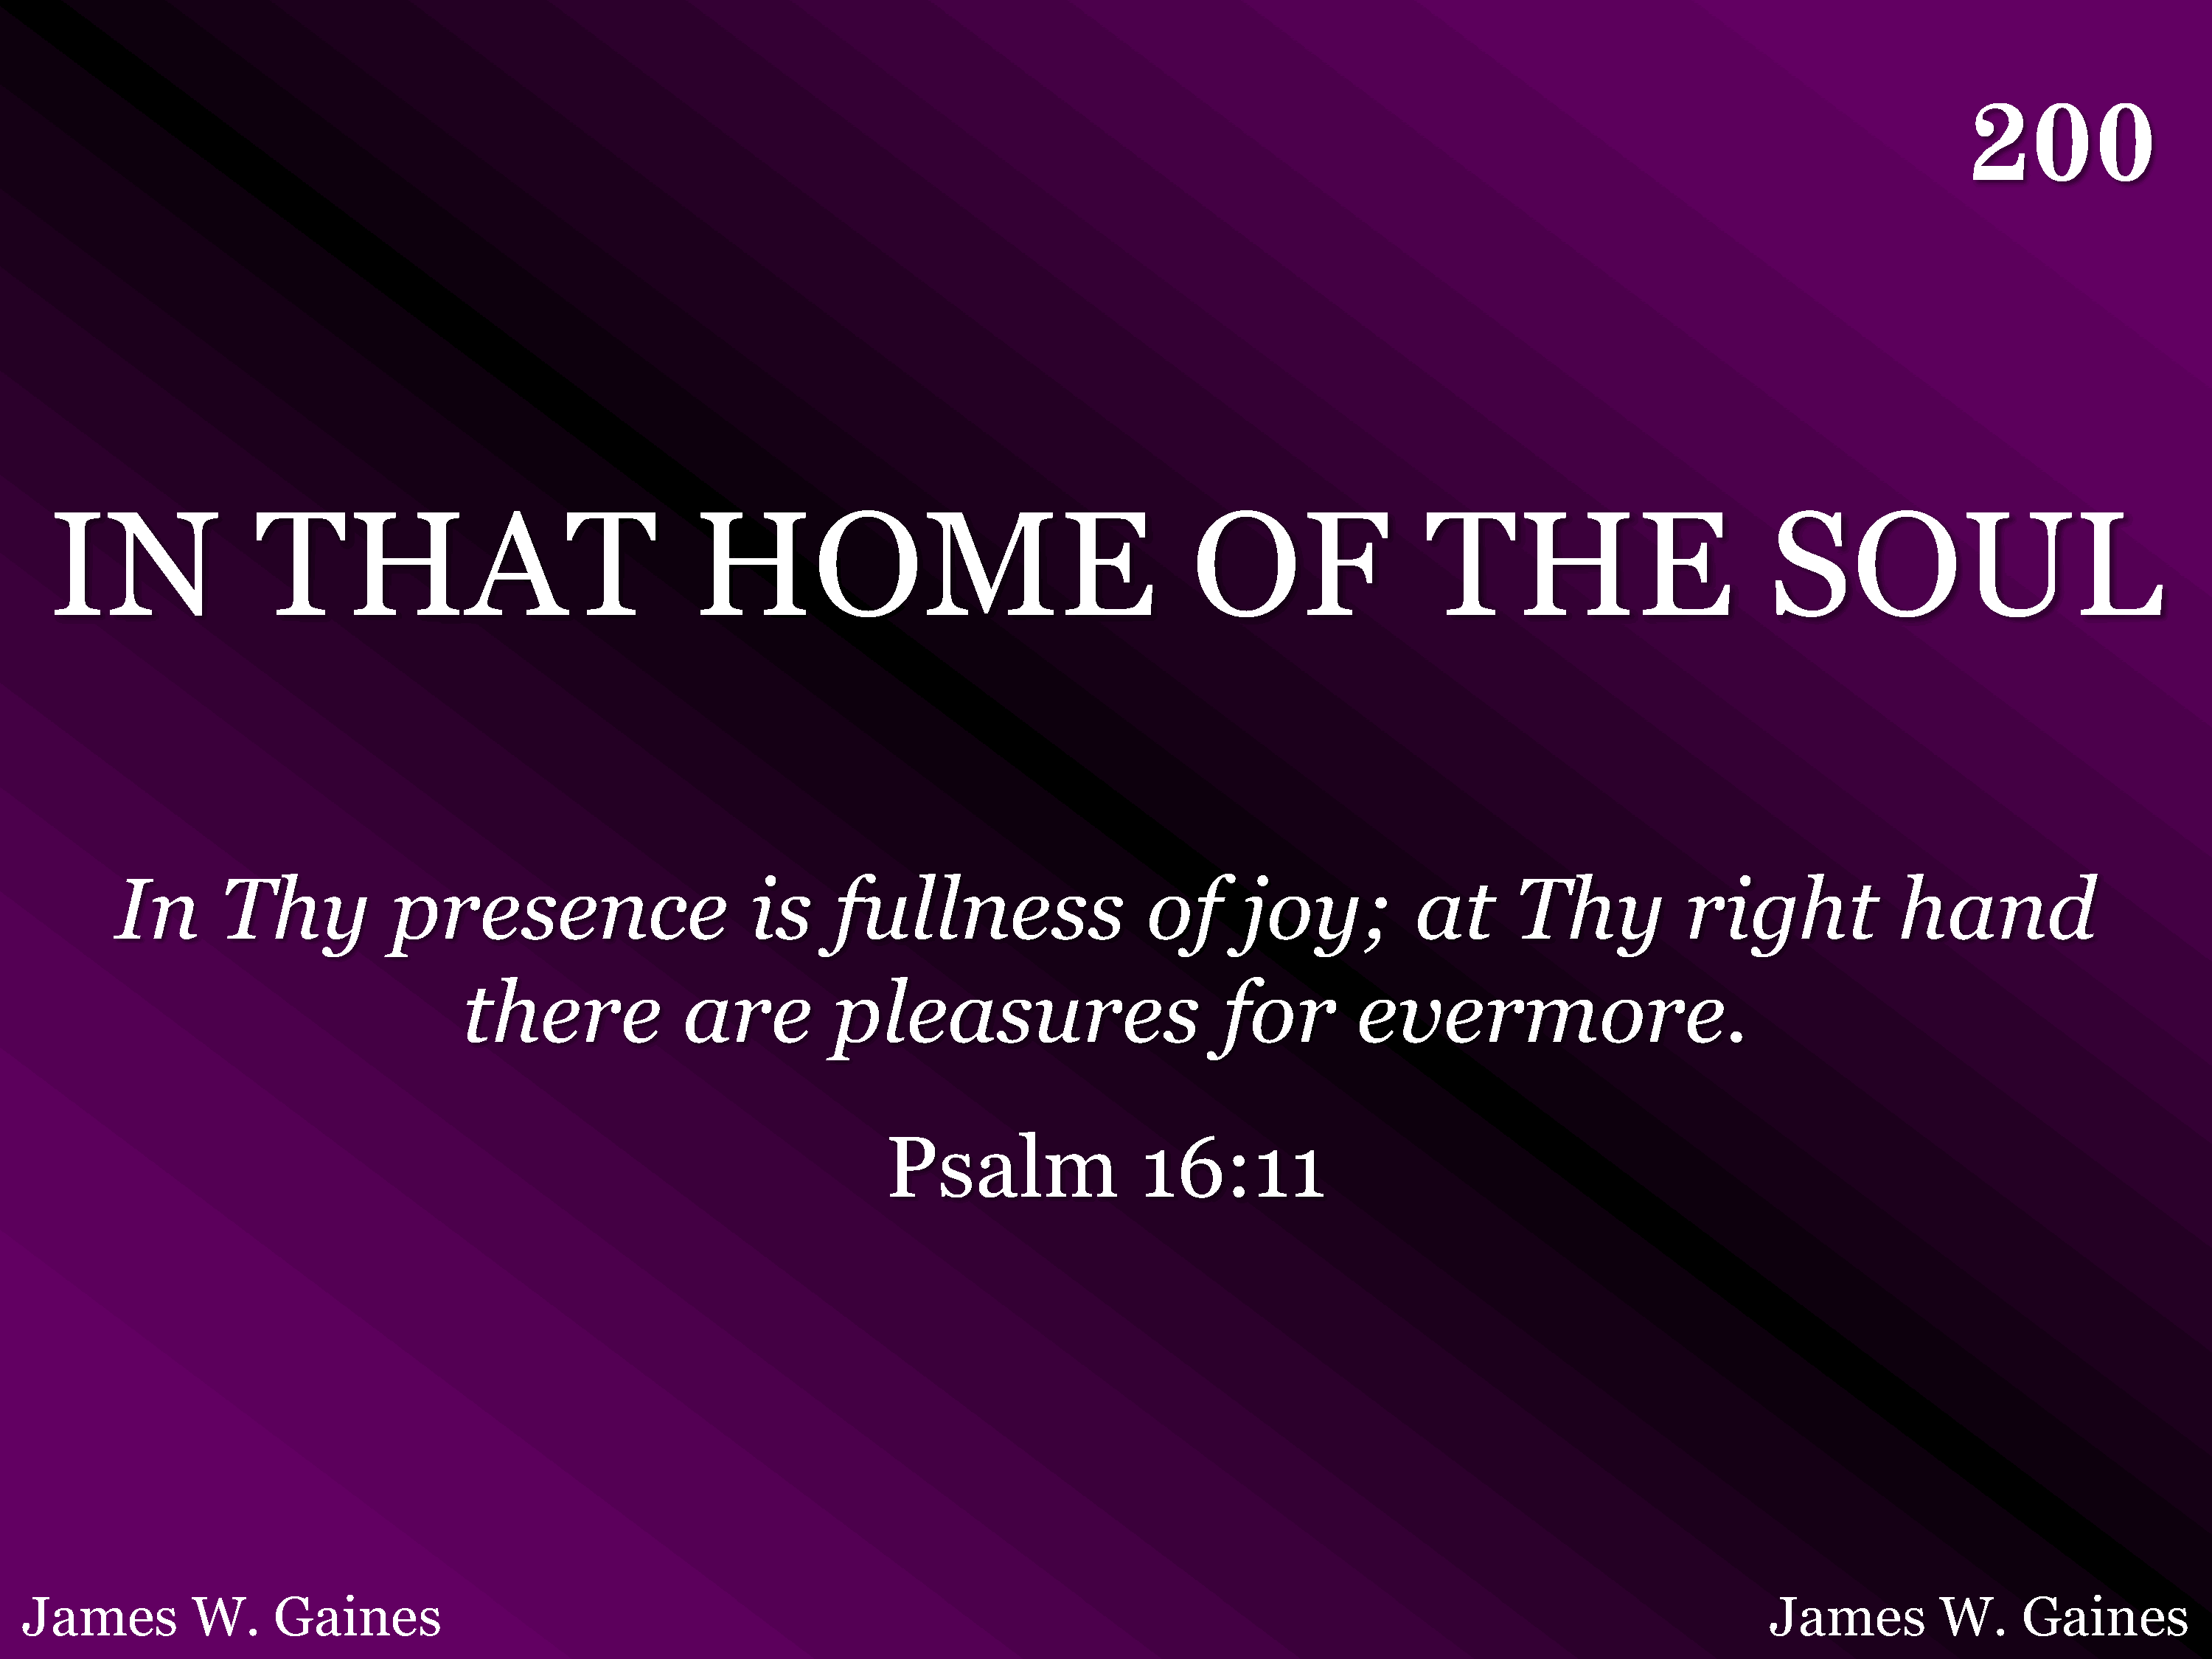 200
IN THAT HOME OF THE SOUL
In Thy presence is fullness of joy; at Thy right hand
there are pleasures for evermore.
Psalm 16:11
James W. Gaines
James W. Gaines